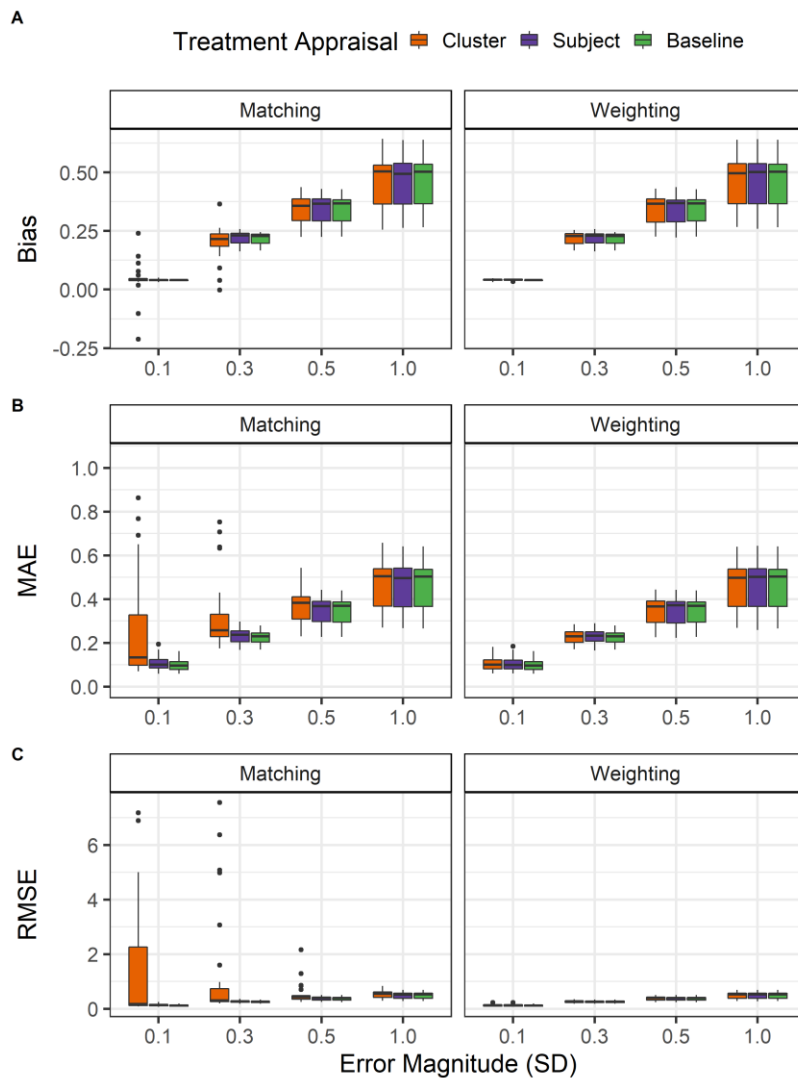 A
Treatment Appraisal Cluster Subject Baseline
Matching Weighting
Bias
0.50
0.25
0.00
-0.25
0.1 0.3 0.5 1.0 0.1 0.3 0.5 1.0
B
Matching Weighting
MAE
1.0
0.8
0.6
0.4
0.2
0.0
0.1 0.3 0.5 1.0 0.1 0.3 0.5 1.0
C
Matching Weighting
RMSE
6
4
2
0
0.1 0.3 0.5 1.0 0.1 0.3 0.5 1.0
Error Magnitude (SD)